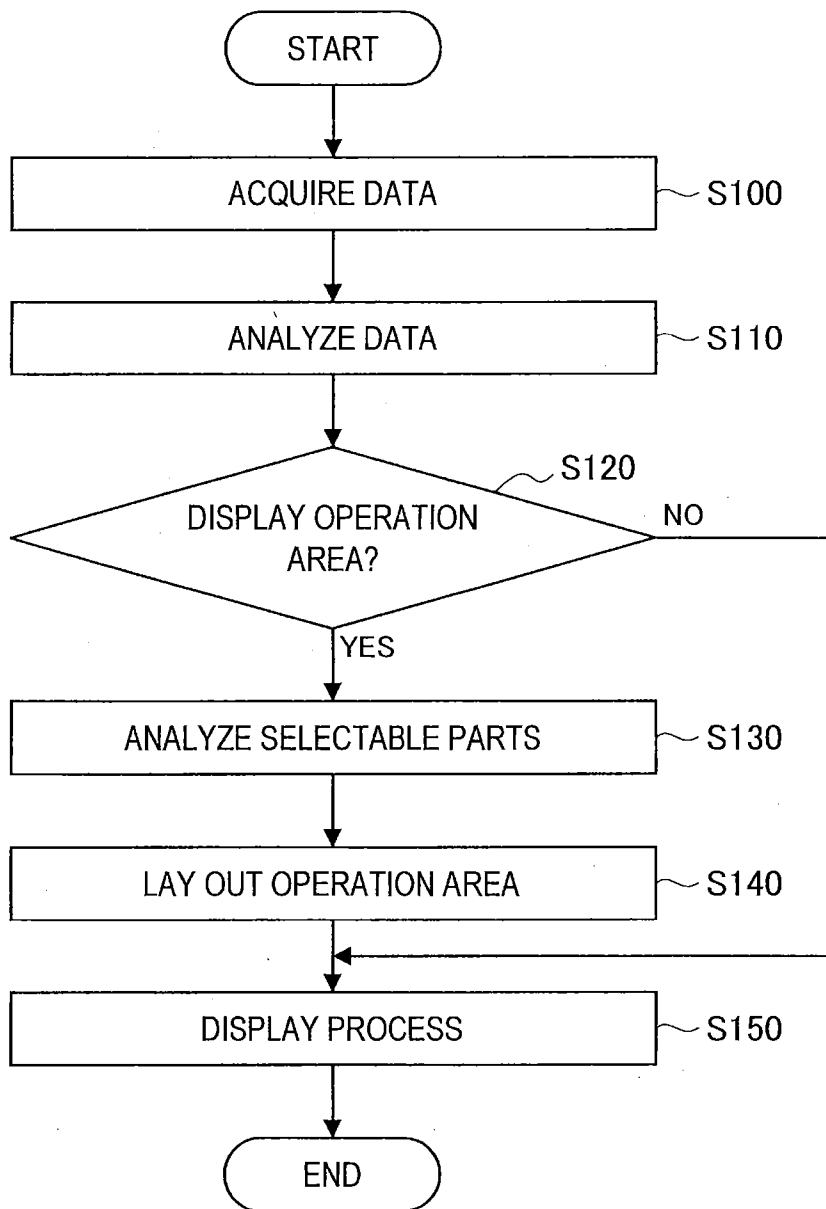 START
ACQUIRE DATA
S100
ANALYZE DATA
S110
S120
DISPLAY OPERATION
AREA?
NO
YES
ANALYZE SELECTABLE PARTS
S130
LAY OUT OPERATION AREA
S140
DISPLAY PROCESS
S150
END